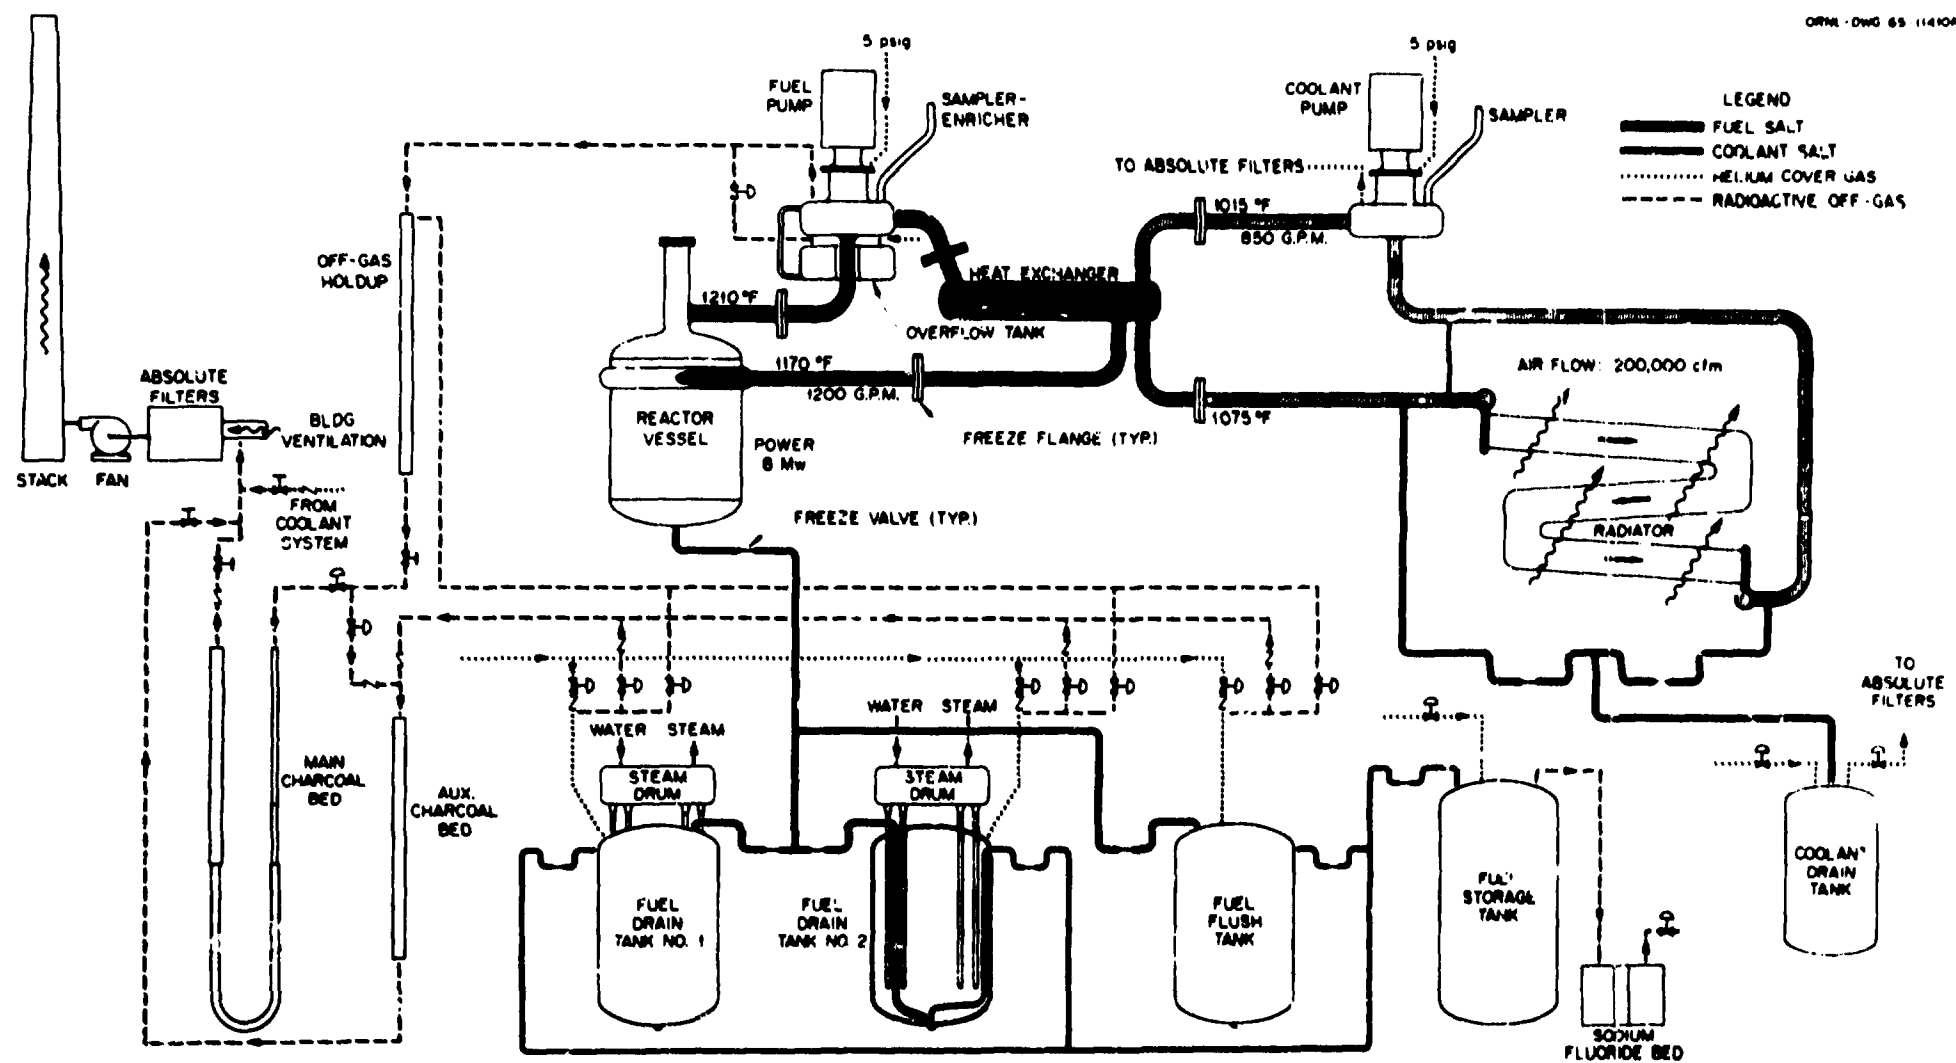 ORNL-DWG 65-11410A
5 psig
5 psig
FUEL
PUMP
SAMPLER-
ENRICHER
COOLANT
PUMP
SAMPLER
LEGEND
FUEL SALT
COOLANT SALT
HELIUM COVER GAS
RADIOACTIVE OFF-GAS
TO ABSOLUTE FILTERS
1015 °F
850 G.P.M.
OFF-GAS
HOLDUP
1210 °F
HEAT EXCHANGER
OVERFLOW TANK
1170 °F
1200 G.P.M.
AIR FLOW: 200,000 cfm
1075 °F
ABSOLUTE
FILTERS
BLDG
VENTILATION
REACTOR
VESSEL
POWER
8 Mw
FREEZE FLANGE (TYP.)
STACK
FAN
FROM
COOLANT
SYSTEM
FREEZE VALVE (TYP.)
RADIATOR
TO
ABSOLUTE
FILTERS
WATER
STEAM
WATER
STEAM
MAIN
CHARCOAL
BED
AUX.
CHARCOAL
BED
STEAM
DRUM
STEAM
DRUM
FUEL
DRAIN
TANK NO. 1
FUEL
DRAIN
TANK NO. 2
FUEL
FLUSH
TANK
FUEL
STORAGE
TANK
COOLANT
DRAIN
TANK
SODIUM
FLUORIDE BED